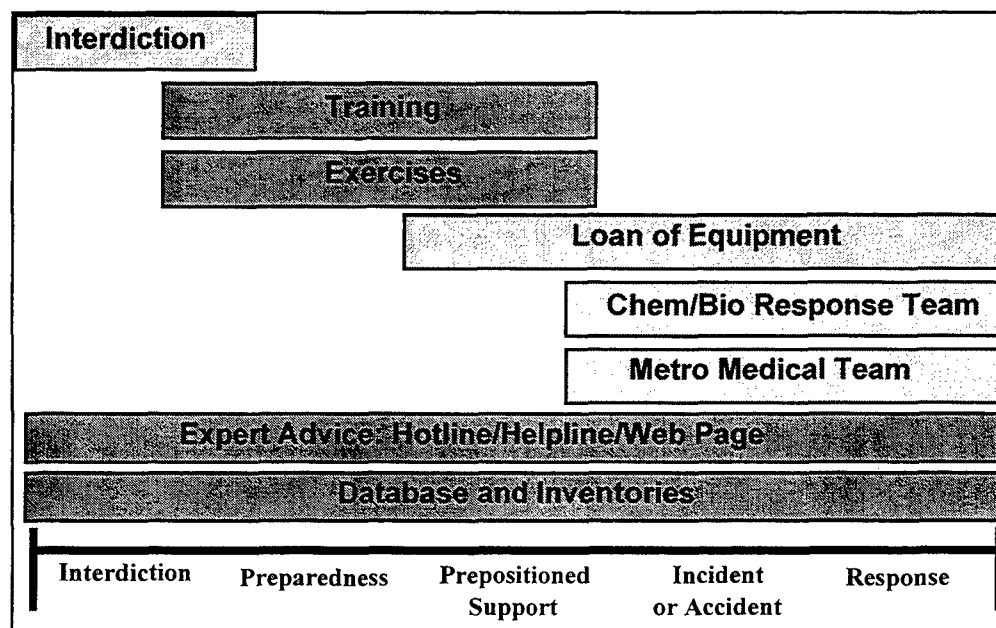 Interdiction
Training
Exercises
Loan of Equipment
Chem/Bio Response Team
Metro Medical Team
Expert Advice: Hotline/Helpline/Web Page
Database and Inventories
Interdiction Preparedness Prepositioned Incident Response
Support or Accident